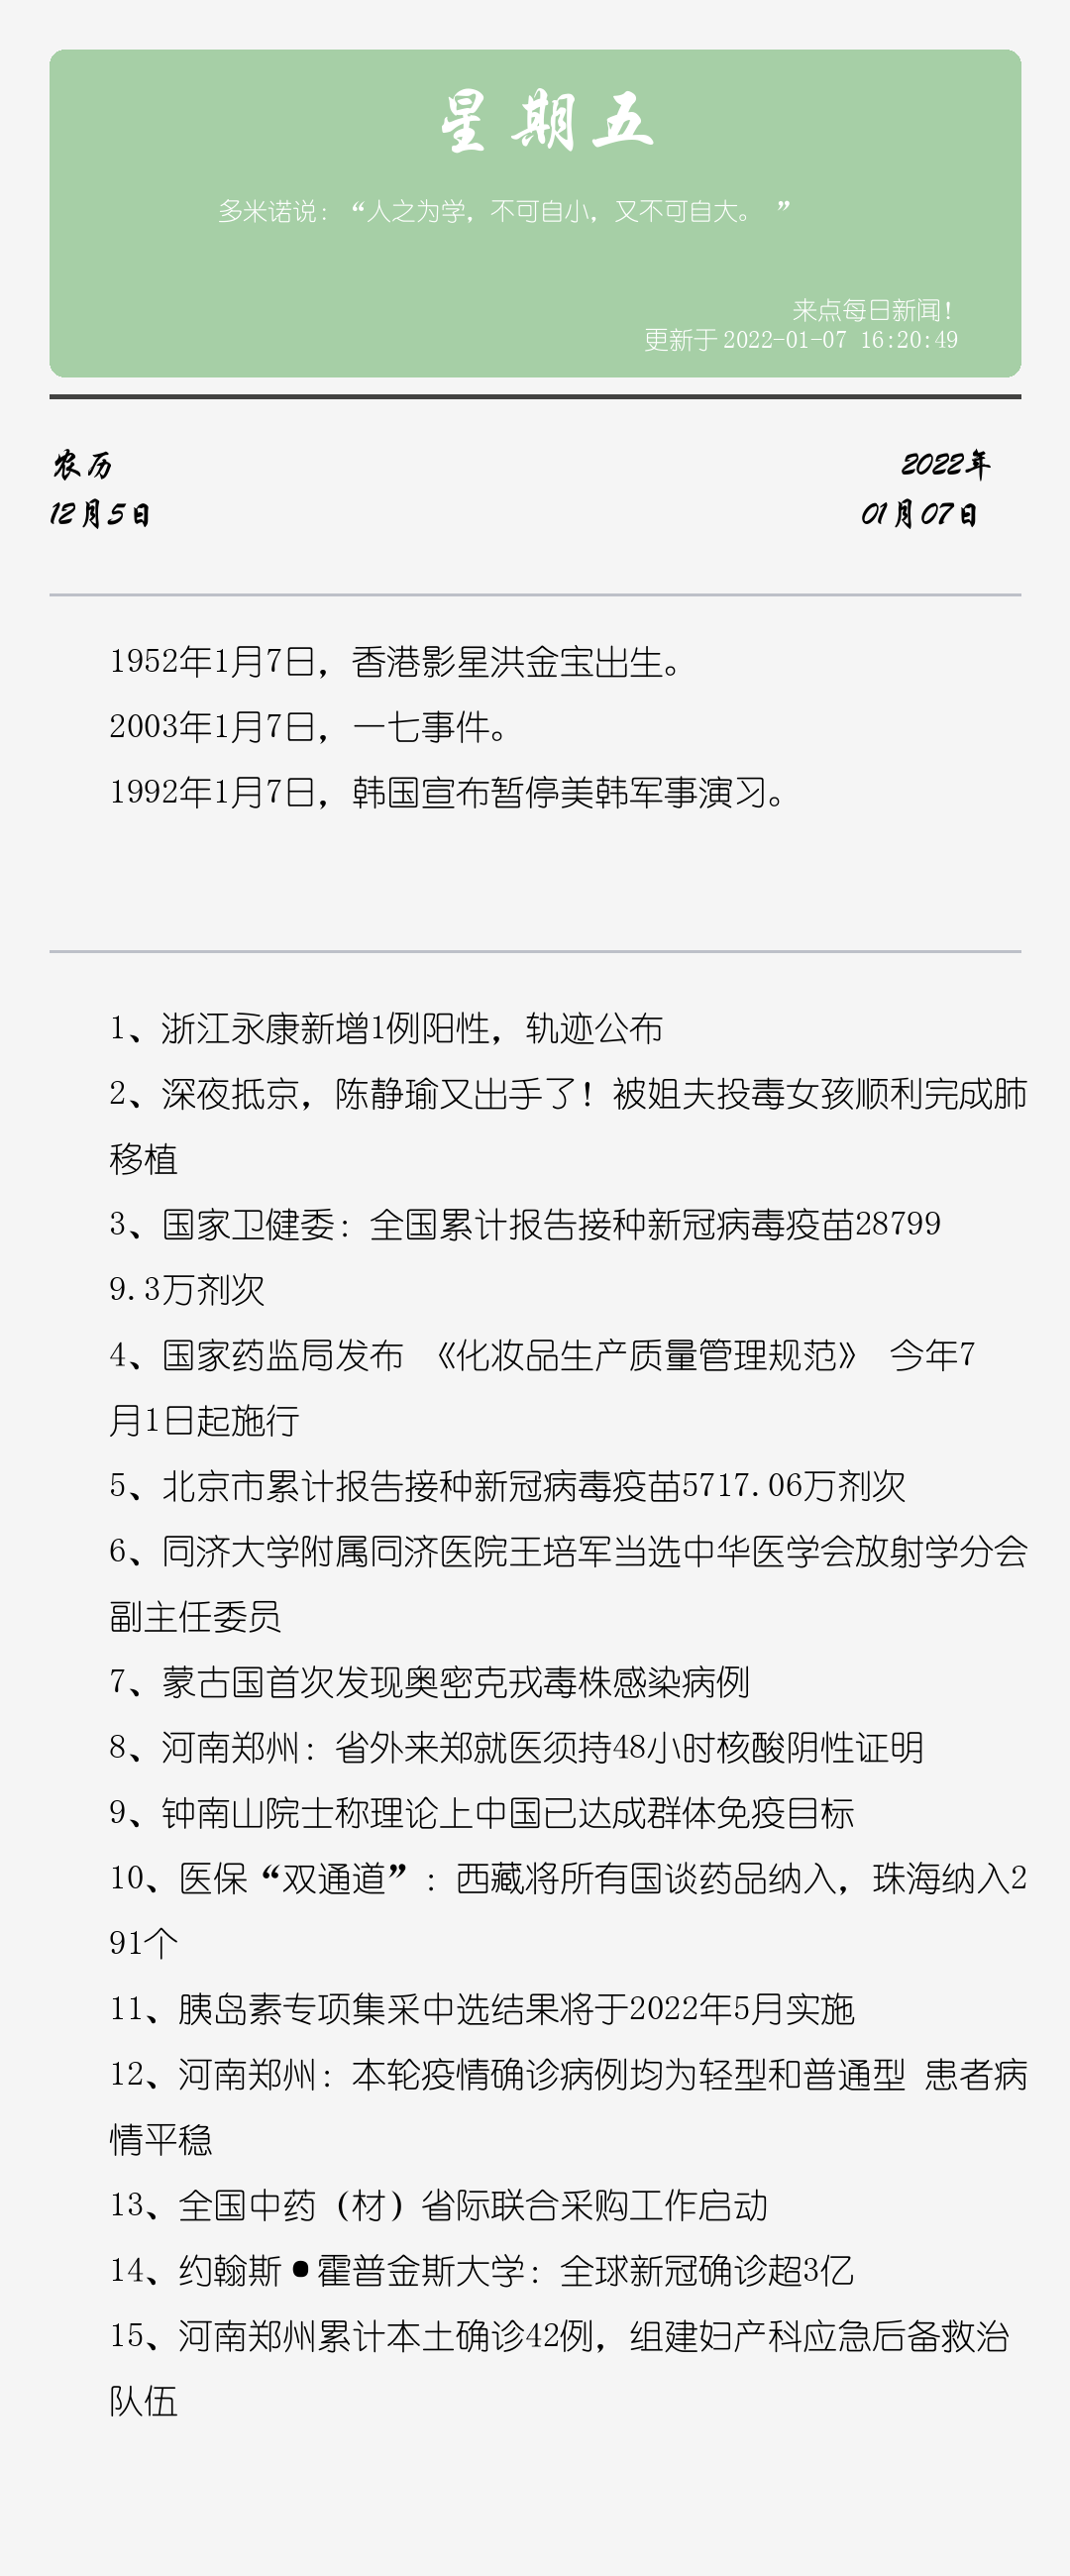 星期五
多米诺说：“人之为学，不可自小，又不可自大。 ”
来点每日新闻！
更新于 2022-01-07 16:20:49
农历
12月5日
2022年
01月07日
1952年1月7日，香港影星洪金宝出生。
2003年1月7日，一七事件。
1992年1月7日，韩国宣布暂停美韩军事演习。
1、浙江永康新增1例阳性，轨迹公布
2、深夜抵京，陈静瑜又出手了！被姐夫投毒女孩顺利完成肺
移植
3、国家卫健委：全国累计报告接种新冠病毒疫苗28799
9.3万剂次
4、国家药监局发布 《化妆品生产质量管理规范》 今年7
月1日起施行
5、北京市累计报告接种新冠病毒疫苗5717.06万剂次
6、同济大学附属同济医院王培军当选中华医学会放射学分会
副主任委员
7、蒙古国首次发现奥密克戎毒株感染病例
8、河南郑州：省外来郑就医须持48小时核酸阴性证明
9、钟南山院士称理论上中国已达成群体免疫目标
10、医保“双通道”：西藏将所有国谈药品纳入，珠海纳入2
91个
11、胰岛素专项集采中选结果将于2022年5月实施
12、河南郑州：本轮疫情确诊病例均为轻型和普通型 患者病
情平稳
13、全国中药（材）省际联合采购工作启动
14、约翰斯•霍普金斯大学：全球新冠确诊超3亿
15、河南郑州累计本土确诊42例，组建妇产科应急后备救治
队伍